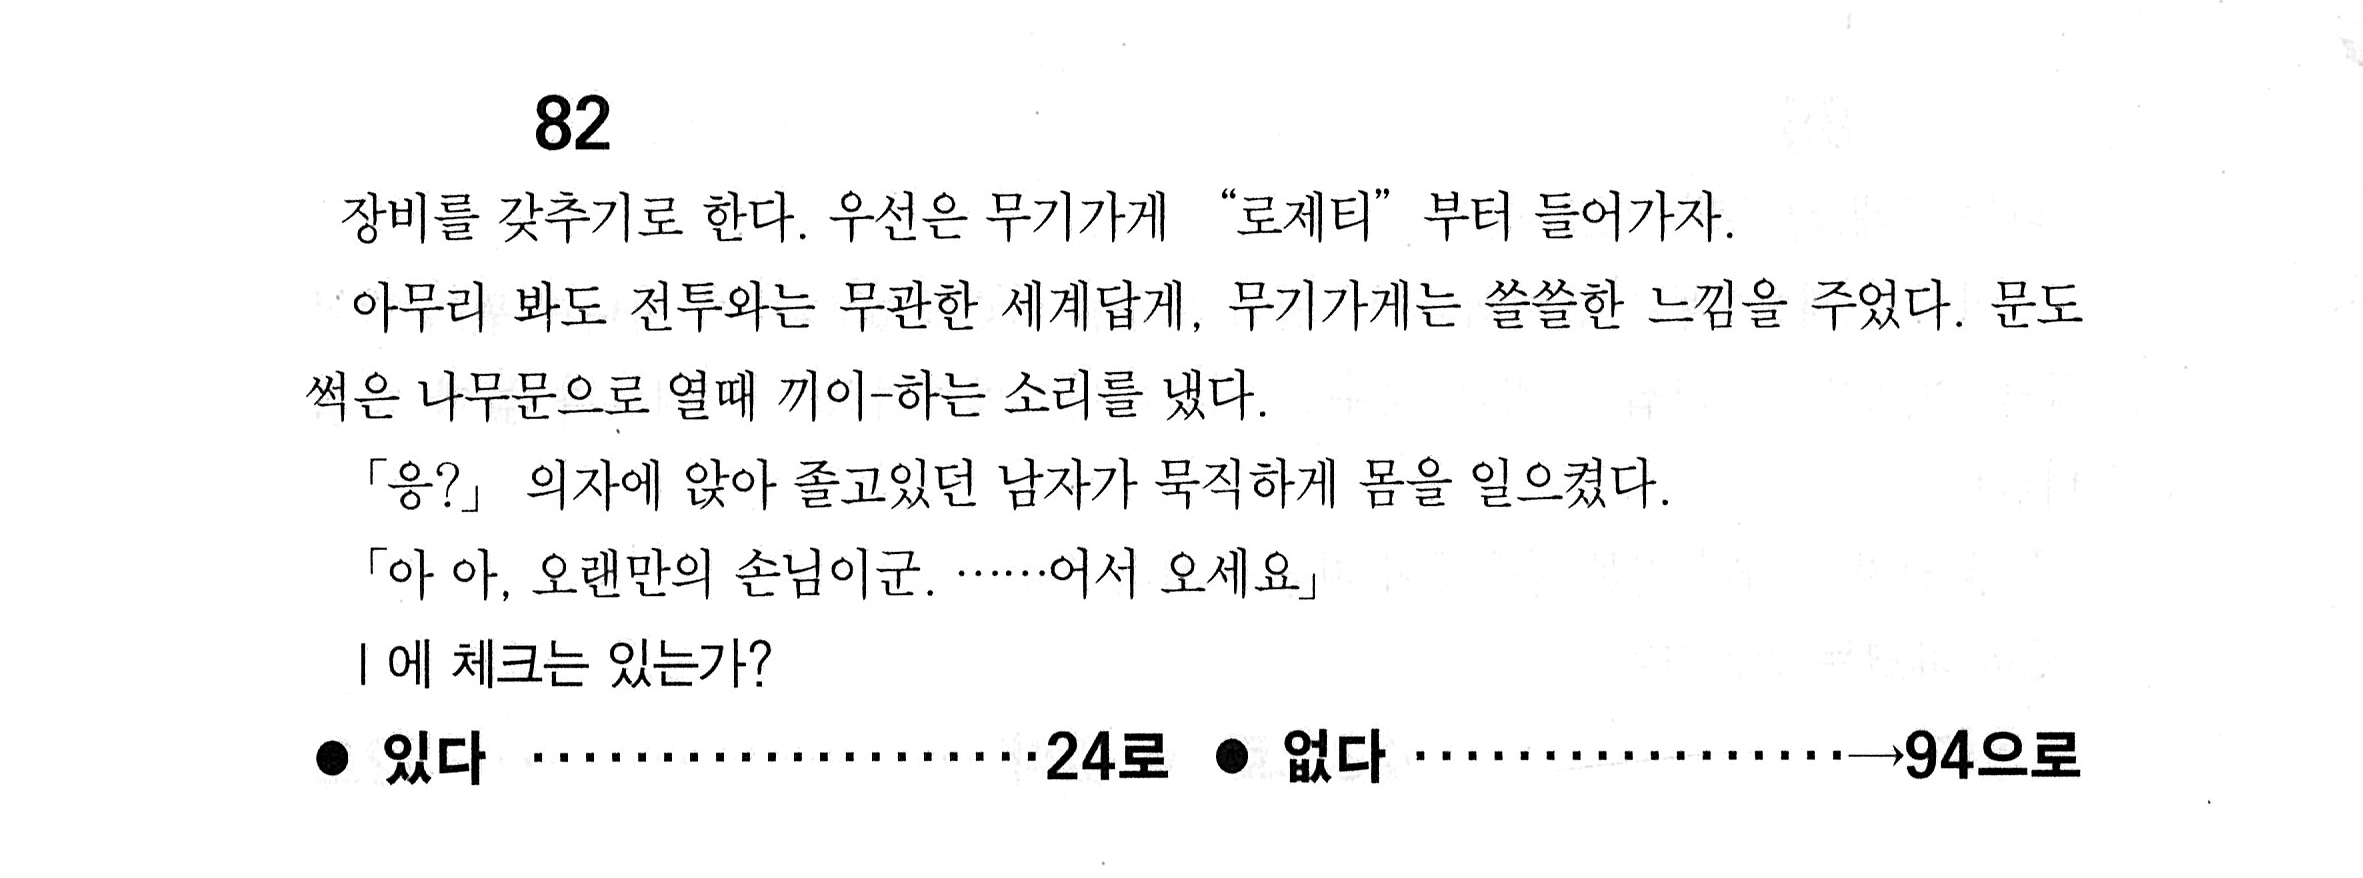 82
장비를 갖추기로 한다. 우선은 무기가게 “로제티” 부터 들어가자.
아무리 봐도 전투와는 무관한 세계답게, 무기가게는 쓸쓸한 느낌을 주었다. 문도
썩은 나무문으로 열때 끼이-하는 소리를 냈다.
「응?」 의자에 앉아 졸고있던 남자가 묵직하게 몸을 일으켰다.
「아 아, 오랜만의 손님이군. ……어서 오세요」
I 에 체크는 있는가?
● 있다 ····················24로 ● 없다 ·················→94으로